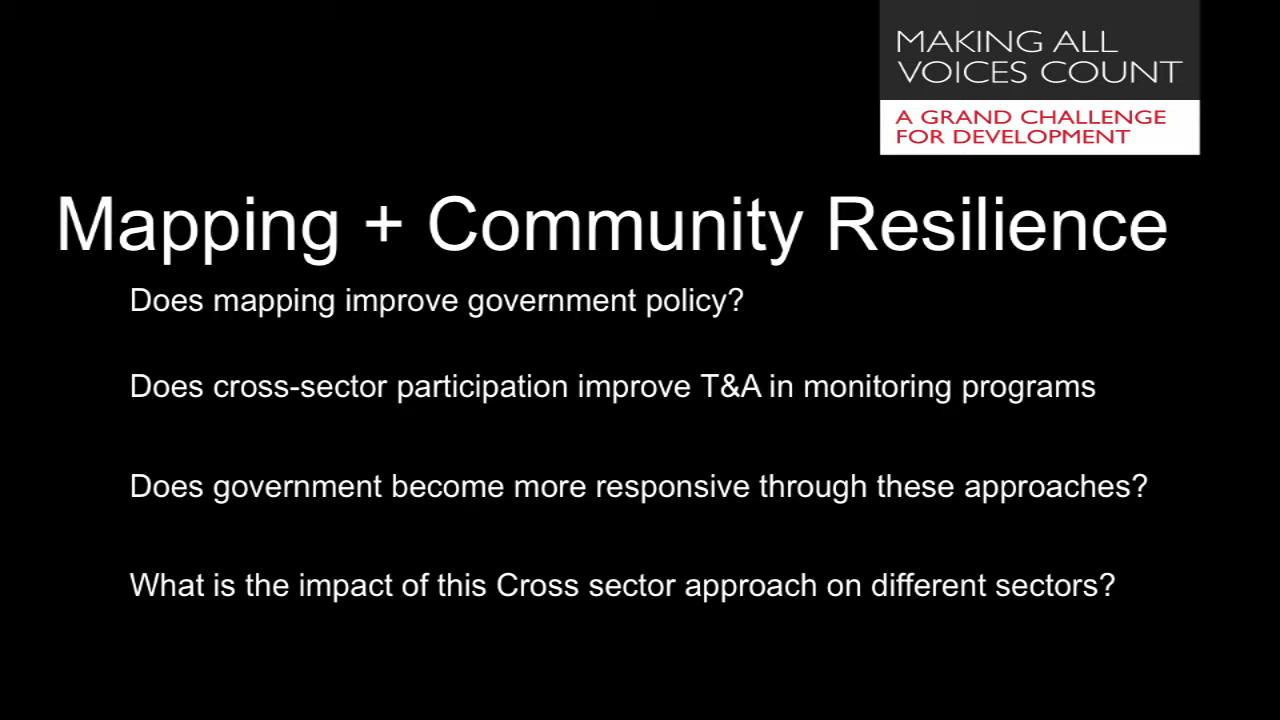 MAKING ALL
VOICES COUNT
A GRAND CHALLENGE
FOR DEVELOPMENT
Mapping + Community Resilience
Does mapping improve government policy?
Does cross-sector participation improve T&A in monitoring programs
Does government become more responsive through these approaches?
What is the impact of this Cross sector approach on different sectors?